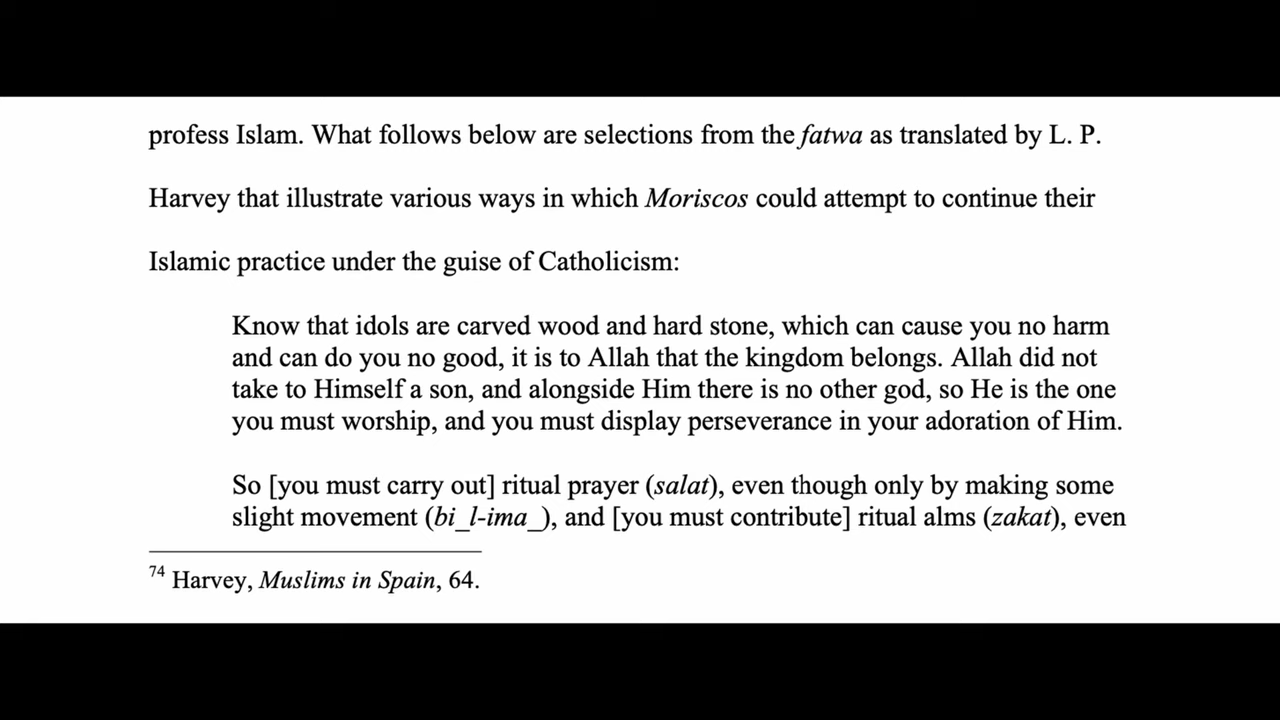 profess Islam. What follows below are selections from the fatwa as translated by L. P.
Harvey that illustrate various ways in which Moriscos could attempt to continue their
Islamic practice under the guise of Catholicism:
Know that idols are carved wood and hard stone, which can cause you no harm
and can do you no good, it is to Allah that the kingdom belongs. Allah did not
take to Himself a son, and alongside Him there is no other god, so He is the one
you must worship, and you must display perseverance in your adoration of Him.
So [you must carry out] ritual prayer (salat), even though only by making some
slight movement (bi_l-ima_), and [you must contribute] ritual alms (zakat), even
74 Harvey, Muslims in Spain, 64.